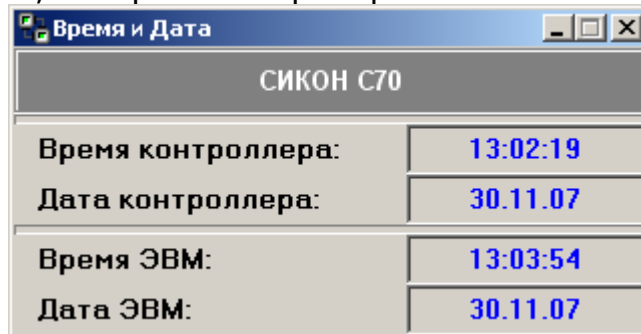 Время и Дата
СИКОН С70
Время контроллера: 13:02:19
Дата контроллера: 30.11.07
Время ЭВМ: 13:03:54
Дата ЭВМ: 30.11.07